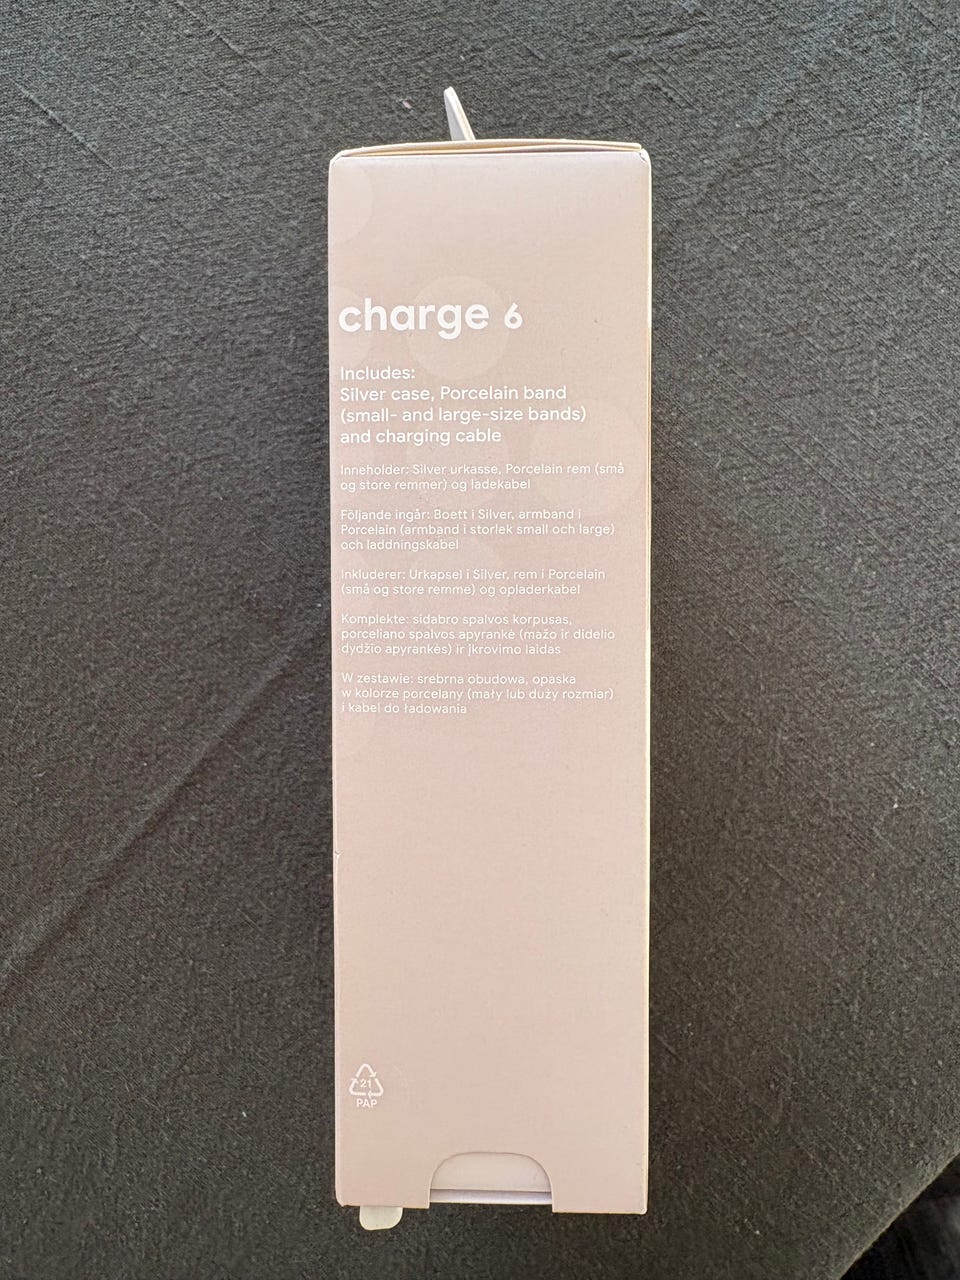 charge 6
Includes:
Silver case, Porcelain band
(small- and large-size bands)
and charging cable
Inneholder: Silver urkasse, Porcelain rem (små
og store remmer) og ladekabel
Följande ingår: Boett i Silver, armband i
Porcelain (armband i storlek small och large)
och laddningskabel
Inkluderer: Urkapsel i Silver, rem i Porcelain
(små og store remme) og opladerkabel
Komplekte: sidabro spalvos korpusas,
porceliano spalvos apyrankė (mažo ir didelio
dydžio apyrankės) ir įkrovimo laidas
W zestawie: srebrna obudowa, opaska
w kolorze porcelany (mały lub duży rozmiar)
i kabel do ładowania
21
PAP